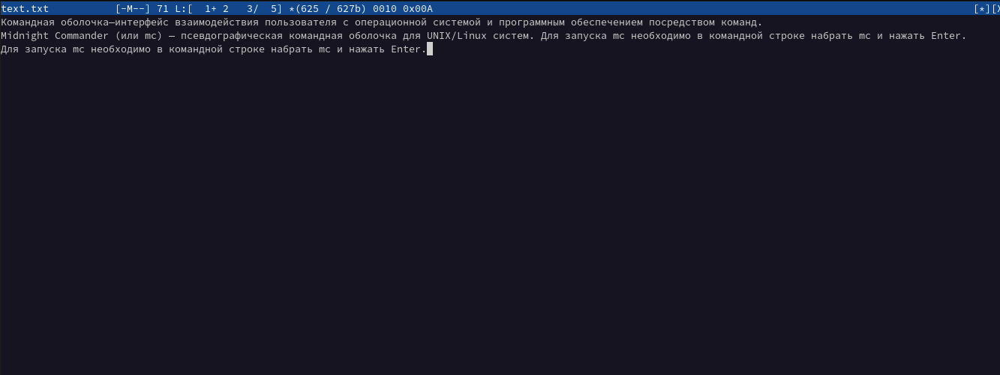 text.txt [-M--] 71 L:[ 1+ 2 3/ 5] *(625 / 627b) 0010 0x00A [*][X
Командная оболочка—интерфейс взаимодействия пользователя с операционной системой и программным обеспечением посредством команд.
Midnight Commander (или mc) — псевдографическая командная оболочка для UNIX/Linux систем. Для запуска mc необходимо в командной строке набрать mc и нажать Enter.
Для запуска mc необходимо в командной строке набрать mc и нажать Enter.